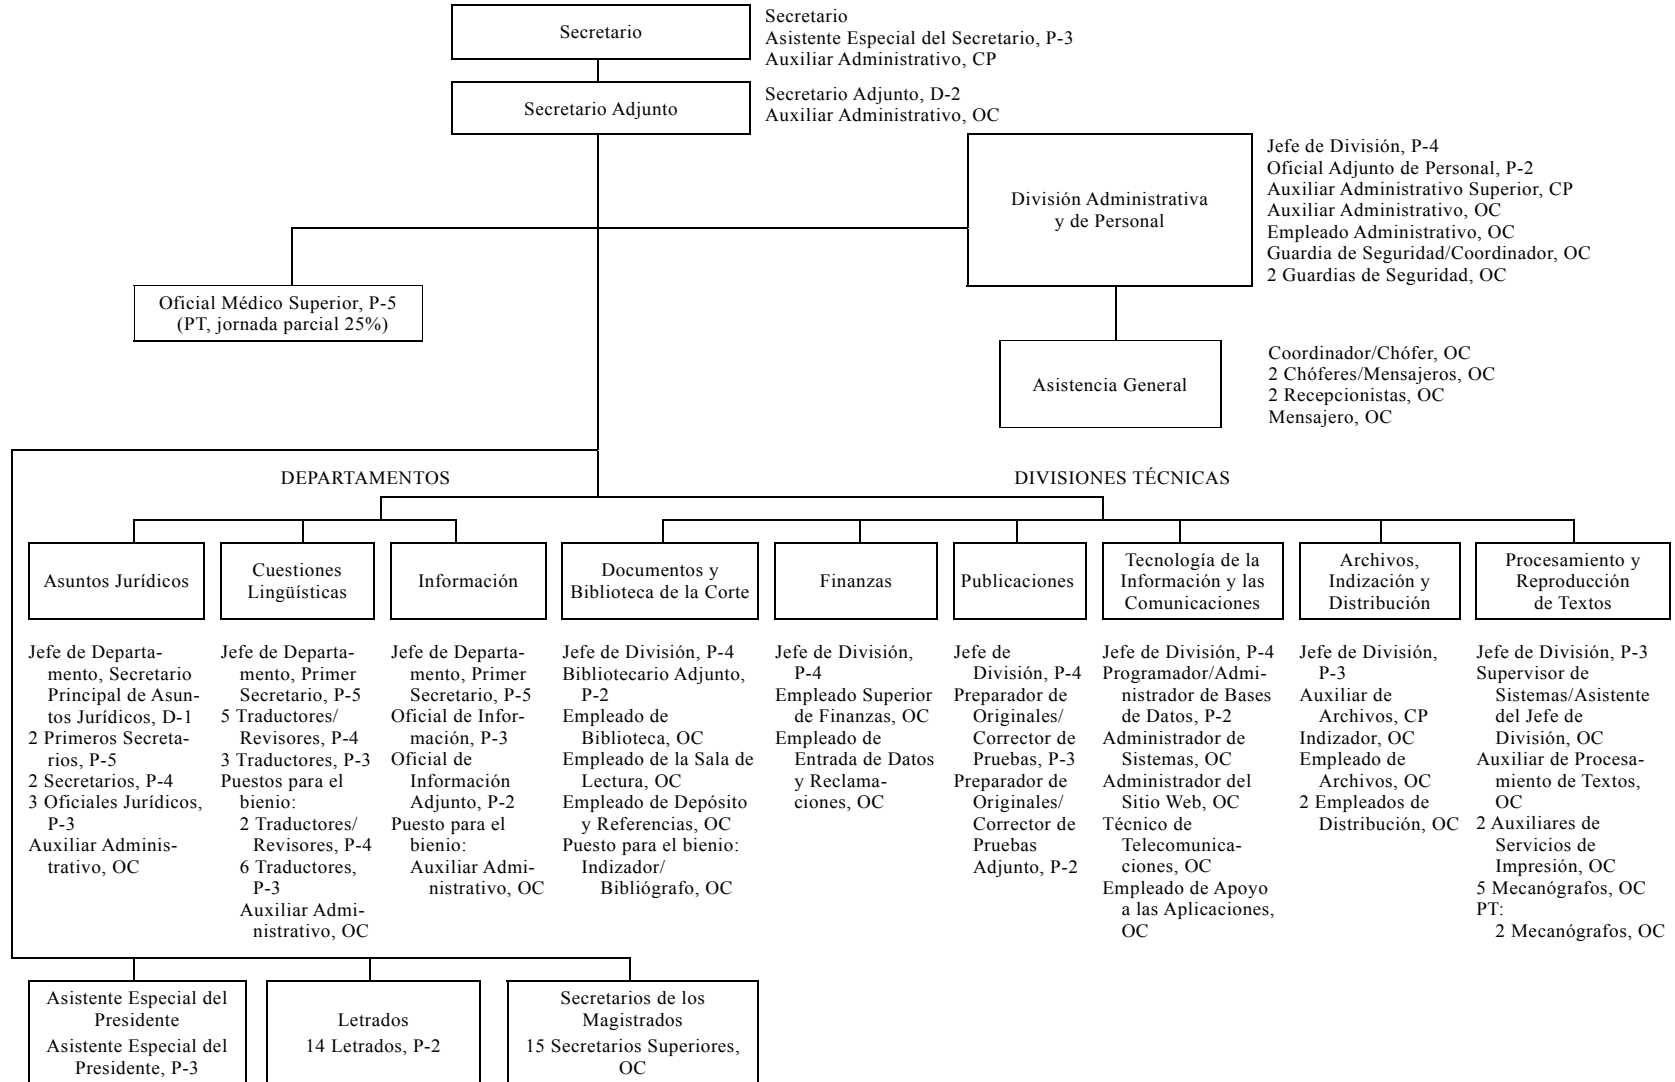 Secretario
Secretario
Asistente Especial del Secretario, P-3
Auxiliar Administrativo, CP
Secretario Adjunto
Secretario Adjunto, D-2
Auxiliar Administrativo, OC
División Administrativa
y de Personal
Jefe de División, P-4
Oficial Adjunto de Personal, P-2
Auxiliar Administrativo Superior, CP
Auxiliar Administrativo, OC
Empleado Administrativo, OC
Guardia de Seguridad/Coordinador, OC
2 Guardias de Seguridad, OC
Oficial Médico Superior, P-5
(PT, jornada parcial 25%)
Asistencia General
Coordinador/Chófer, OC
2 Chóferes/Mensajeros, OC
2 Recepcionistas, OC
Mensajero, OC
DEPARTAMENTOS
DIVISIONES TÉCNICAS
Asuntos Jurídicos
Jefe de Departa-
mento, Secretario
Principal de Asun-
tos Jurídicos, D-1
2 Primeros Secreta-
rios, P-5
2 Secretarios, P-4
3 Oficiales Jurídicos,
P-3
Auxiliar Adminis-
trativo, OC
Cuestiones
Lingüísticas
Jefe de Departa-
mento, Primer
Secretario, P-5
5 Traductores/
Revisores, P-4
3 Traductores, P-3
Puestos para el
bienio:
2 Traductores/
Revisores, P-4
6 Traductores,
P-3
Auxiliar Admi-
nistrativo, OC
Información
Jefe de Departa-
mento, Primer
Secretario, P-5
Oficial de Infor-
mación, P-3
Oficial de
Información
Adjunto, P-2
Puesto para el
bienio:
Auxiliar Admi-
nistrativo, OC
Documentos y
Biblioteca de la Corte
Jefe de División, P-4
Bibliotecario Adjunto,
P-2
Empleado de
Biblioteca, OC
Empleado de la Sala de
Lectura, OC
Empleado de Depósito
y Referencias, OC
Puesto para el bienio:
Indizador/
Bibliógrafo, OC
Finanzas
Jefe de División,
P-4
Empleado Superior
de Finanzas, OC
Empleado de
Entrada de Datos
y Reclama-
ciones, OC
Publicaciones
Jefe de
División, P-4
Preparador de
Originales/
Corrector de
Pruebas, P-3
Preparador de
Originales/
Corrector de
Pruebas
Adjunto, P-2
Tecnología de la
Información y las
Comunicaciones
Jefe de División, P-4
Programador/Admi-
nistrador de Bases
de Datos, P-2
Administrador de
Sistemas, OC
Administrador del
Sitio Web, OC
Técnico de
Telecomunica-
ciones, OC
Empleado de Apoyo
a las Aplicaciones,
OC
Archivos,
Indización y
Distribución
Jefe de División,
P-3
Auxiliar de
Archivos, CP
Indizador, OC
Empleado de
Archivos, OC
2 Empleados de
Distribución, OC
Procesamiento y
Reproducción
de Textos
Jefe de División, P-3
Supervisor de
Sistemas/Asistente
del Jefe de
División, OC
Auxiliar de Procesa-
miento de Textos,
OC
2 Auxiliares de
Servicios de
Impresión, OC
5 Mecanógrafos, OC
PT:
2 Mecanógrafos, OC
Asistente Especial del
Presidente
Asistente Especial del
Presidente, P-3
Letrados
14 Letrados, P-2
Secretarios de los
Magistrados
15 Secretarios Superiores,
OC